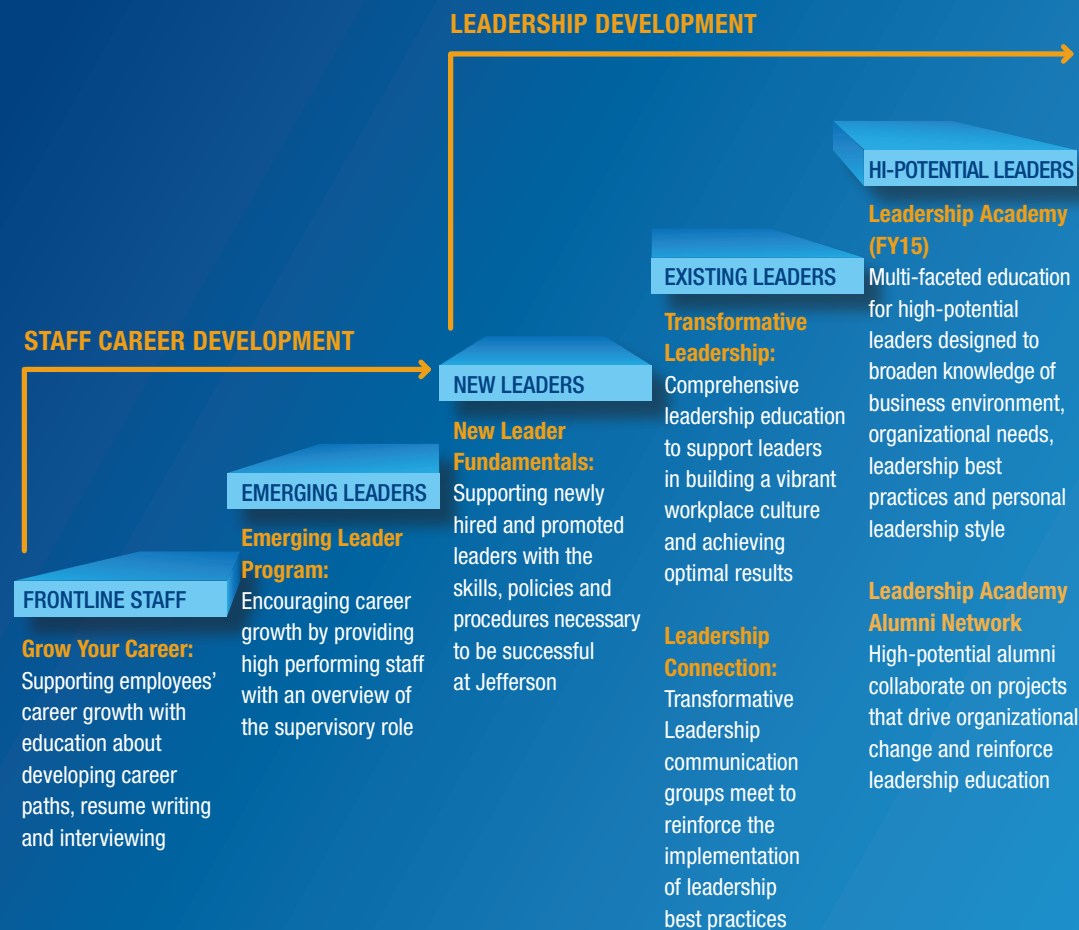 LEADERSHIP DEVELOPMENT
STAFF CAREER DEVELOPMENT
FRONTLINE STAFF
Grow Your Career:
Supporting employees’
career growth with
education about
developing career
paths, resume writing
and interviewing
EMERGING LEADERS
Emerging Leader
Program:
Encouraging career
growth by providing
high performing staff
with an overview of
the supervisory role
NEW LEADERS
New Leader
Fundamentals:
Supporting newly
hired and promoted
leaders with the
skills, policies and
procedures necessary
to be successful
at Jefferson
EXISTING LEADERS
Transformative
Leadership:
Comprehensive
leadership education
to support leaders
in building a vibrant
workplace culture
and achieving
optimal results
Leadership
Connection:
Transformative
Leadership
communication
groups meet to
reinforce the
implementation
of leadership
best practices
HI-POTENTIAL LEADERS
Leadership Academy
(FY15)
Multi-faceted education
for high-potential
leaders designed to
broaden knowledge of
business environment,
organizational needs,
leadership best
practices and personal
leadership style
Leadership Academy
Alumni Network
High-potential alumni
collaborate on projects
that drive organizational
change and reinforce
leadership education